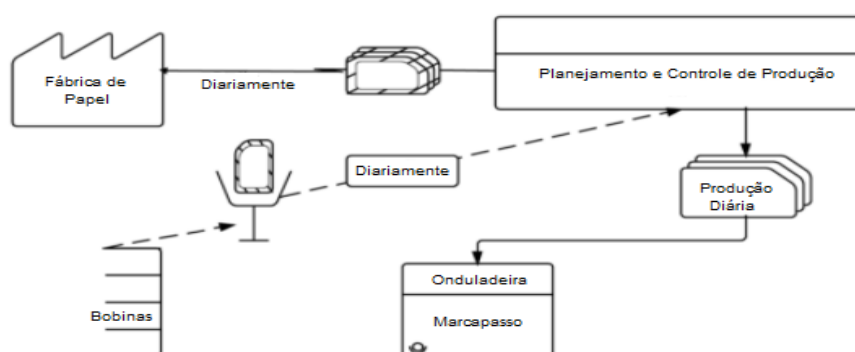 Fábrica de
Papel
Diariamente
Planejamento e Controle de Produção
Diariamente
Produção
Diária
Bobinas
Onduladeira
Marcapasso